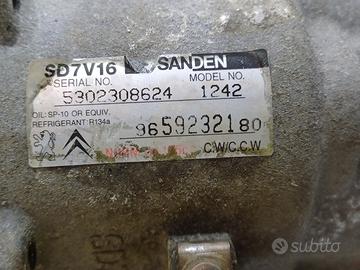 SD7V16 SANDEN
SERIAL NO. MODEL NO.
5302308624 1242
OIL:SP-10 OR EQUIV.
REFRIGERANT:R134a
9659232180
C.W/C.C.W
subito